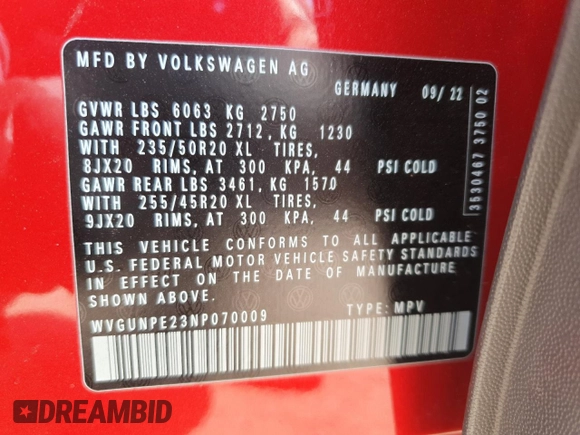 MFD BY VOLKSWAGEN AG
GERMANY 09/22
GVWR LBS 6063 KG 2750
GAWR FRONT LBS 2712, KG 1230
WITH 235/50R20 XL TIRES,
8JX20 RIMS, AT 300 KPA, 44 PSI COLD
GAWR REAR LBS 3461, KG 1570
WITH 255/45R20 XL TIRES,
9JX20 RIMS, AT 300 KPA, 44 PSI COLD
THIS VEHICLE CONFORMS TO ALL APPLICABLE
U.S. FEDERAL MOTOR VEHICLE SAFETY STANDARDS
IN EFFECT ON THE DATE OF MANUFACTURE
SHOWN ABOVE.
WVGUNPE23NP070009 TYPE: MPV
3530467 3750 02
DREAMBID